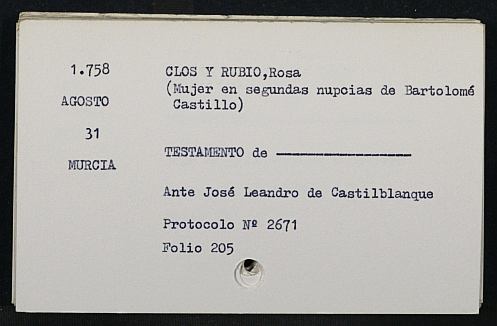 1.758
AGOSTO
31
MURCIA
CLOS Y RUBIO,Rosa
(Mujer en segundas nupcias de Bartolomé
Castillo)
TESTAMENTO de —————————
Ante José Leandro de Castilblanque
Protocolo Nº 2671
Folio 205